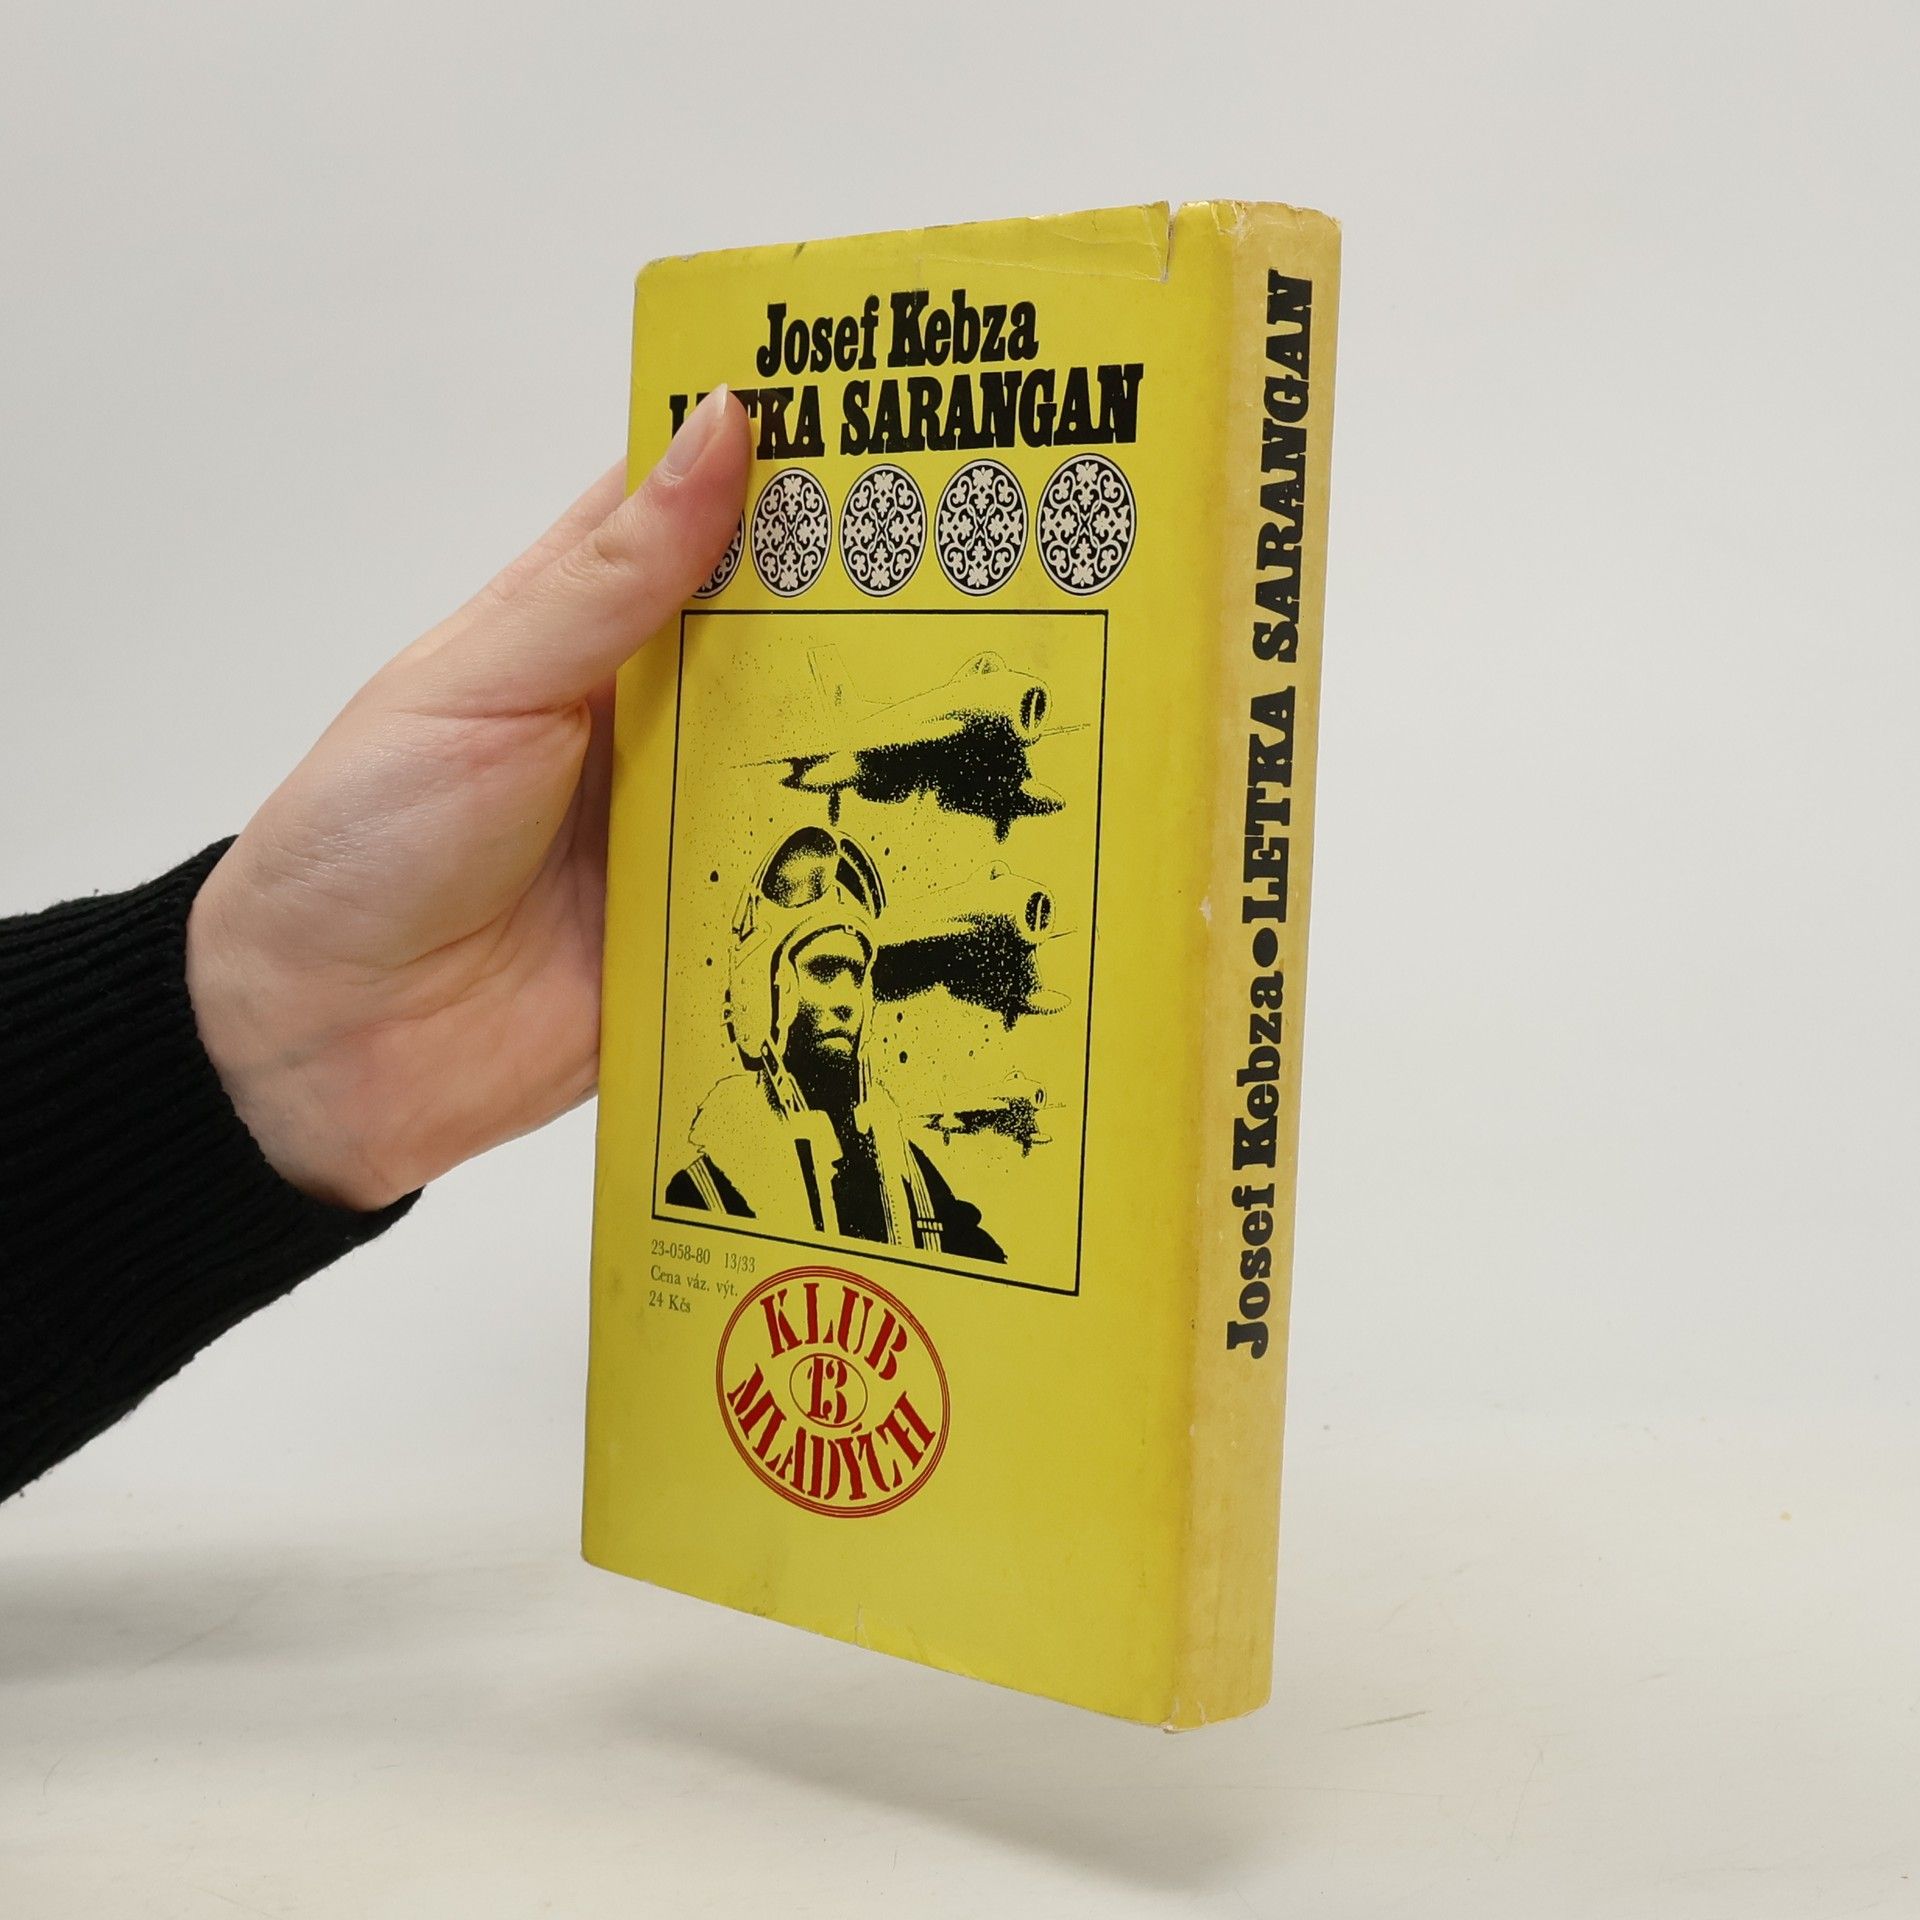 Josef Kebza
LETKA SARANGAN
23-058-80 13/33
Cena váz. výt.
24 Kčs
KLUB
13
MLADÝCH
Josef Kebza•LETKA SARANGAN